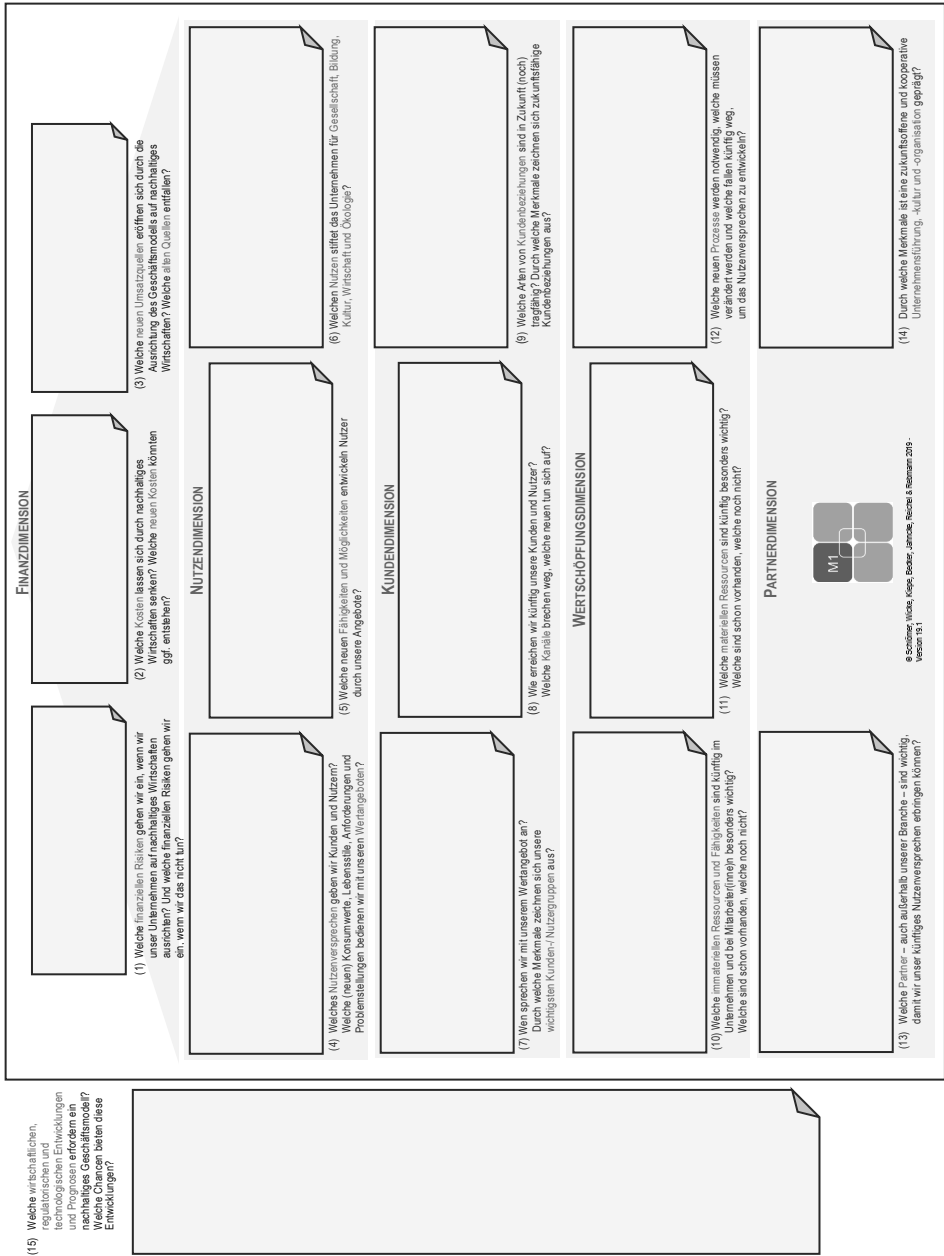 (15) Welche wirtschaftlichen,
regulatorischen und
technologischen Entwicklungen
und Prognosen erfordern ein
nachhaltiges Geschäftsmodell?
Welche Chancen bieten diese
Entwicklungen?
FINANZDIMENSION
(1) Welche finanziellen Risiken gehen wir ein, wenn wir
unser Unternehmen auf nachhaltiges Wirtschaften
ausrichten? Und welche finanziellen Risiken gehen wir
ein, wenn wir das nicht tun?
(2) Welche Kosten lassen sich durch nachhaltiges
Wirtschaften senken? Welche neuen Kosten könnten
ggf. entstehen?
(3) Welche neuen Umsatzquellen eröffnen sich durch die
Ausrichtung des Geschäftsmodells auf nachhaltiges
Wirtschaften? Welche alten Quellen entfallen?
NUTZENDIMENSION
(4) Welches Nutzenversprechen geben wir Kunden und Nutzern?
Welche (neuen) Konsumwerte, Lebensstile, Anforderungen und
Problemstellungen bedienen wir mit unseren Wertangeboten?
(5) Welche neuen Fähigkeiten und Möglichkeiten entwickeln Nutzer
durch unsere Angebote?
(6) Welchen Nutzen stiftet das Unternehmen für Gesellschaft, Bildung,
Kultur, Wirtschaft und Ökologie?
KUNDENDIMENSION
(7) Wen sprechen wir mit unserem Wertangebot an?
Durch welche Merkmale zeichnen sich unsere
wichtigsten Kunden-/ Nutzergruppen aus?
(8) Wie erreichen wir künftig unsere Kunden und Nutzer?
Welche Kanäle brechen weg, welche neuen tun sich auf?
(9) Welche Arten von Kundenbeziehungen sind in Zukunft (noch)
tragfähig? Durch welche Merkmale zeichnen sich zukunftsfähige
Kundenbeziehungen aus?
WERTSCHÖPFUNGSDIMENSION
(10) Welche immateriellen Ressourcen und Fähigkeiten sind künftig im
Unternehmen und bei Mitarbeiter(inne)n besonders wichtig?
Welche sind schon vorhanden, welche noch nicht?
(11) Welche materiellen Ressourcen sind künftig besonders wichtig?
Welche sind schon vorhanden, welche noch nicht?
(12) Welche neuen Prozesse werden notwendig, welche müssen
verändert werden und welche fallen künftig weg,
um das Nutzenversprechen zu entwickeln?
PARTNERDIMENSION
(13) Welche Partner – auch außerhalb unserer Branche – sind wichtig,
damit wir unser künftiges Nutzenversprechen erbringen können?
M1
© Schlömer, Wicke, Kiepe, Becker, Jahncke, Reichel & Rebmann 2019 -
Version 19.1
(14) Durch welche Merkmale ist eine zukunftsoffene und kooperative
Unternehmensführung, -kultur und -organisation geprägt?